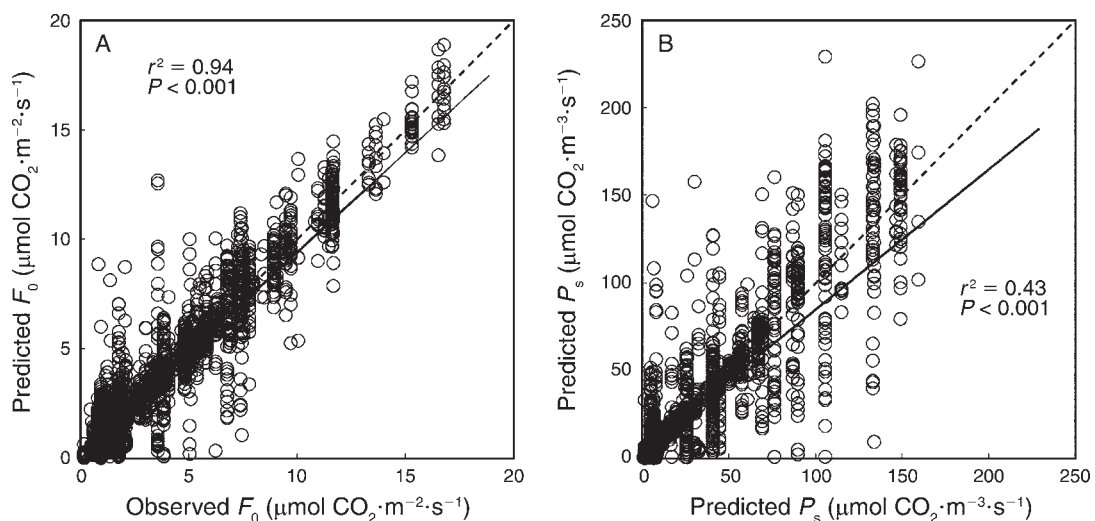 A
r² = 0.94
P < 0.001
Predicted F₀ (μmol CO₂·m⁻²·s⁻¹)
20
15
10
5
0
0 5 10 15 20
Observed F₀ (μmol CO₂·m⁻²·s⁻¹)
B
r² = 0.43
P < 0.001
Predicted Pₛ (μmol CO₂·m⁻³·s⁻¹)
250
200
150
100
50
0
0 50 100 150 200 250
Predicted Pₛ (μmol CO₂·m⁻³·s⁻¹)